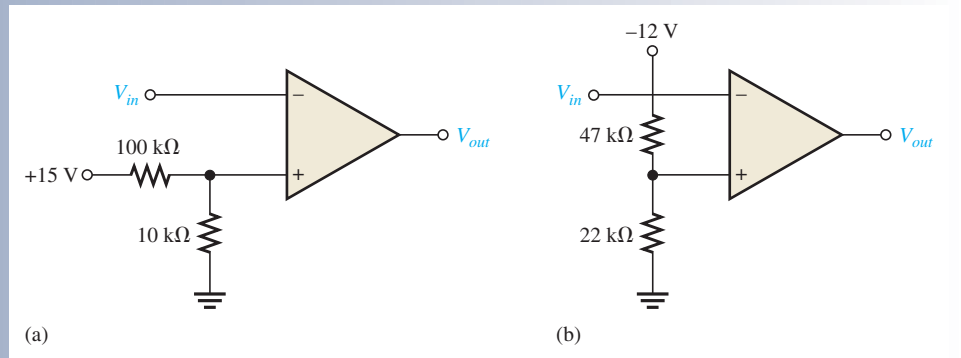 V_in
−
V_out
100 kΩ
+15 V
+
10 kΩ
(a)
−12 V
V_in
−
V_out
47 kΩ
+
22 kΩ
(b)